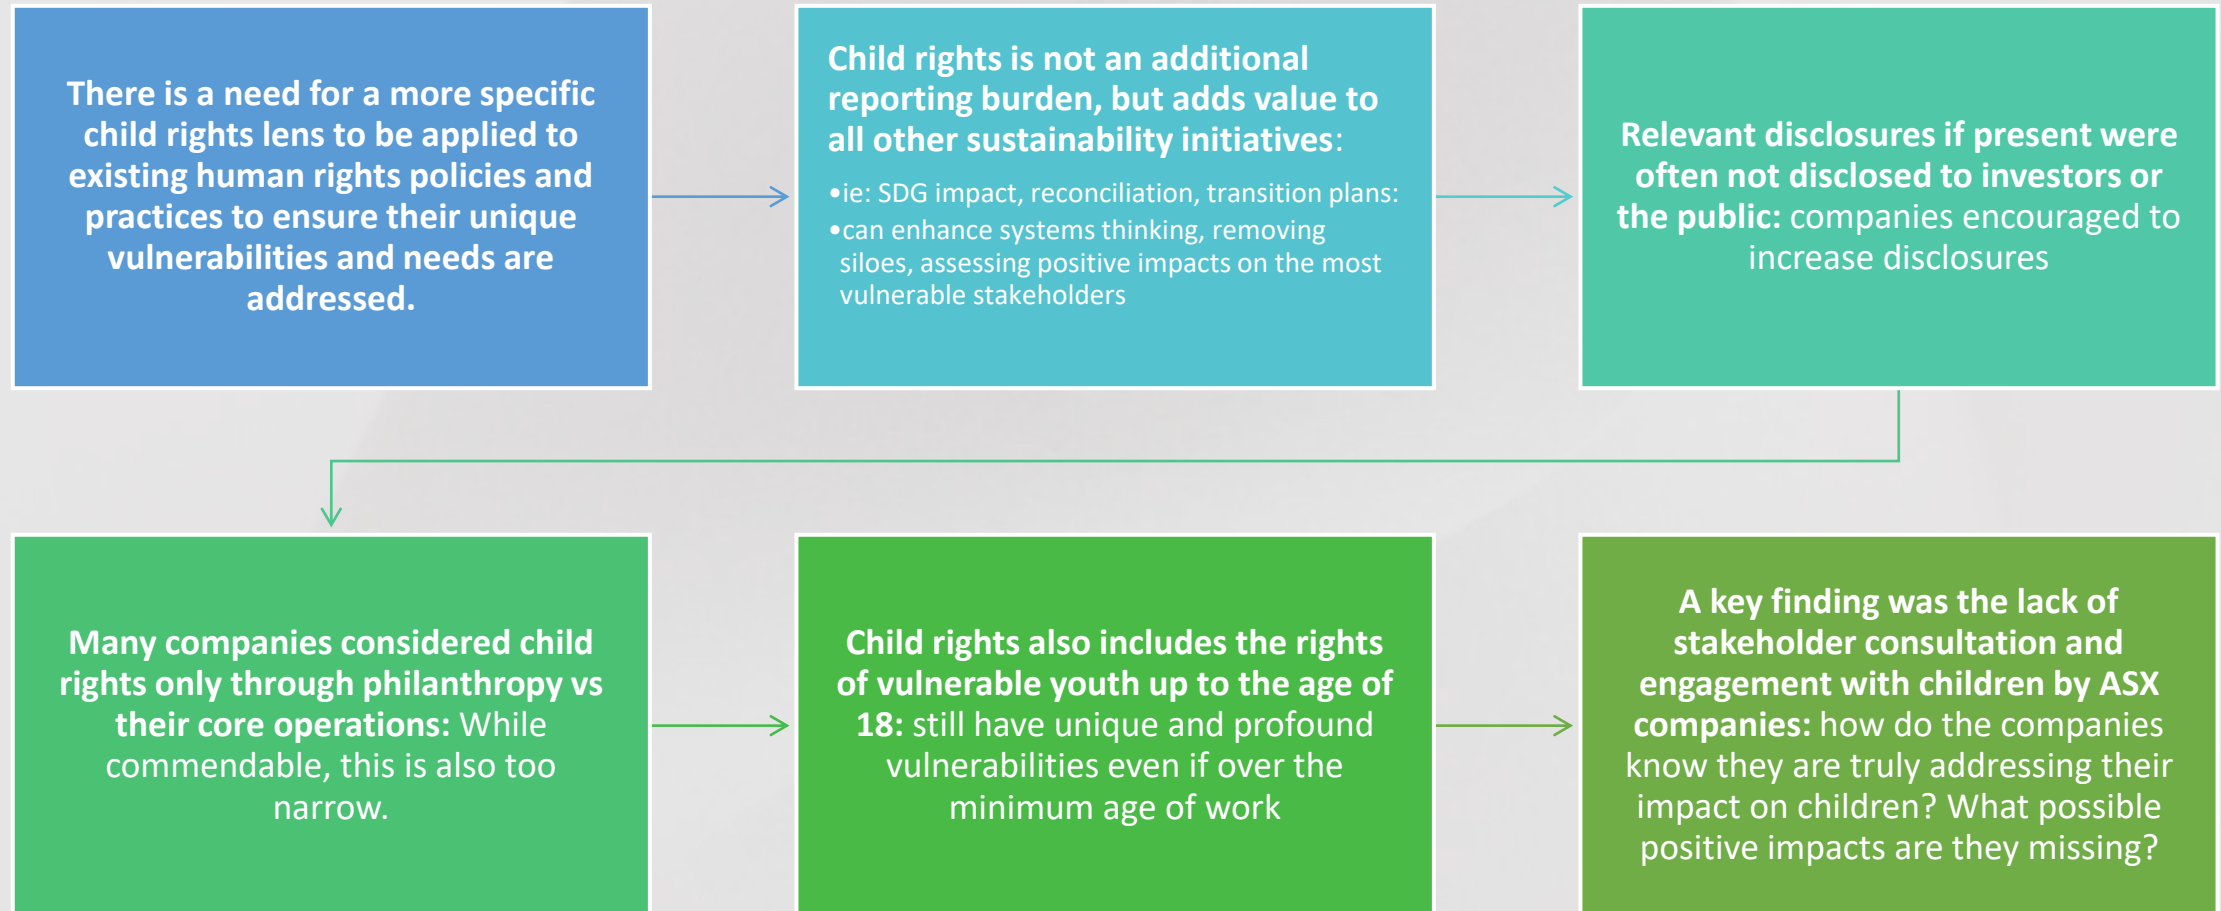 There is a need for a more specific
child rights lens to be applied to
existing human rights policies and
practices to ensure their unique
vulnerabilities and needs are
addressed.
Child rights is not an additional
reporting burden, but adds value to
all other sustainability initiatives:
•ie: SDG impact, reconciliation, transition plans:
•can enhance systems thinking, removing
siloes, assessing positive impacts on the most
vulnerable stakeholders
Relevant disclosures if present were
often not disclosed to investors or
the public: companies encouraged to
increase disclosures
Many companies considered child
rights only through philanthropy vs
their core operations: While
commendable, this is also too
narrow.
Child rights also includes the rights
of vulnerable youth up to the age of
18: still have unique and profound
vulnerabilities even if over the
minimum age of work
A key finding was the lack of
stakeholder consultation and
engagement with children by ASX
companies: how do the companies
know they are truly addressing their
impact on children? What possible
positive impacts are they missing?